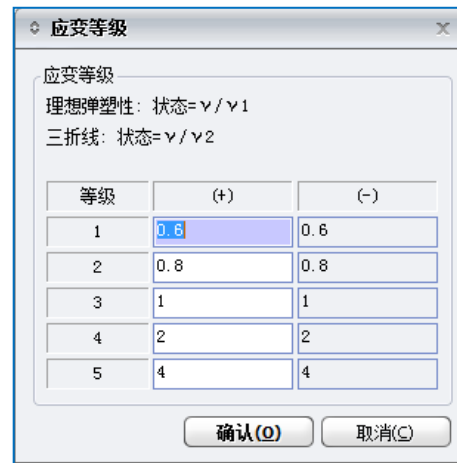 应变等级
应变等级
理想弹塑性: 状态=γ/γ1
三折线: 状态=γ/γ2
等级 (+) (-)
1 0.6 0.6
2 0.8 0.8
3 1 1
4 2 2
5 4 4
确认(O) 取消(C)